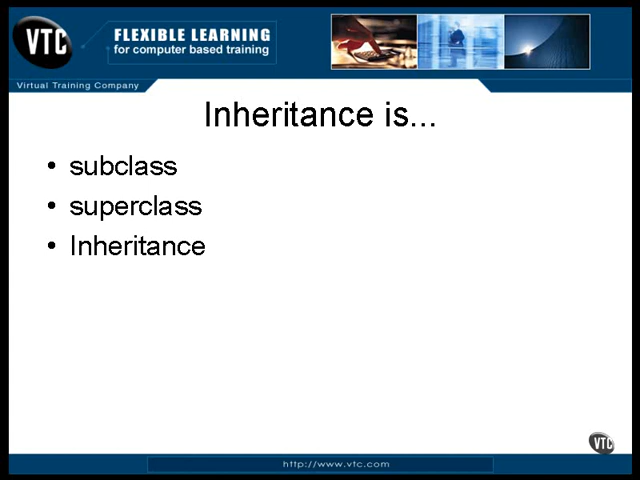 VTC
FLEXIBLE LEARNING
for computer based training
Virtual Training Company
Inheritance is...
• subclass
• superclass
• Inheritance
VTC
http://www.vtc.com